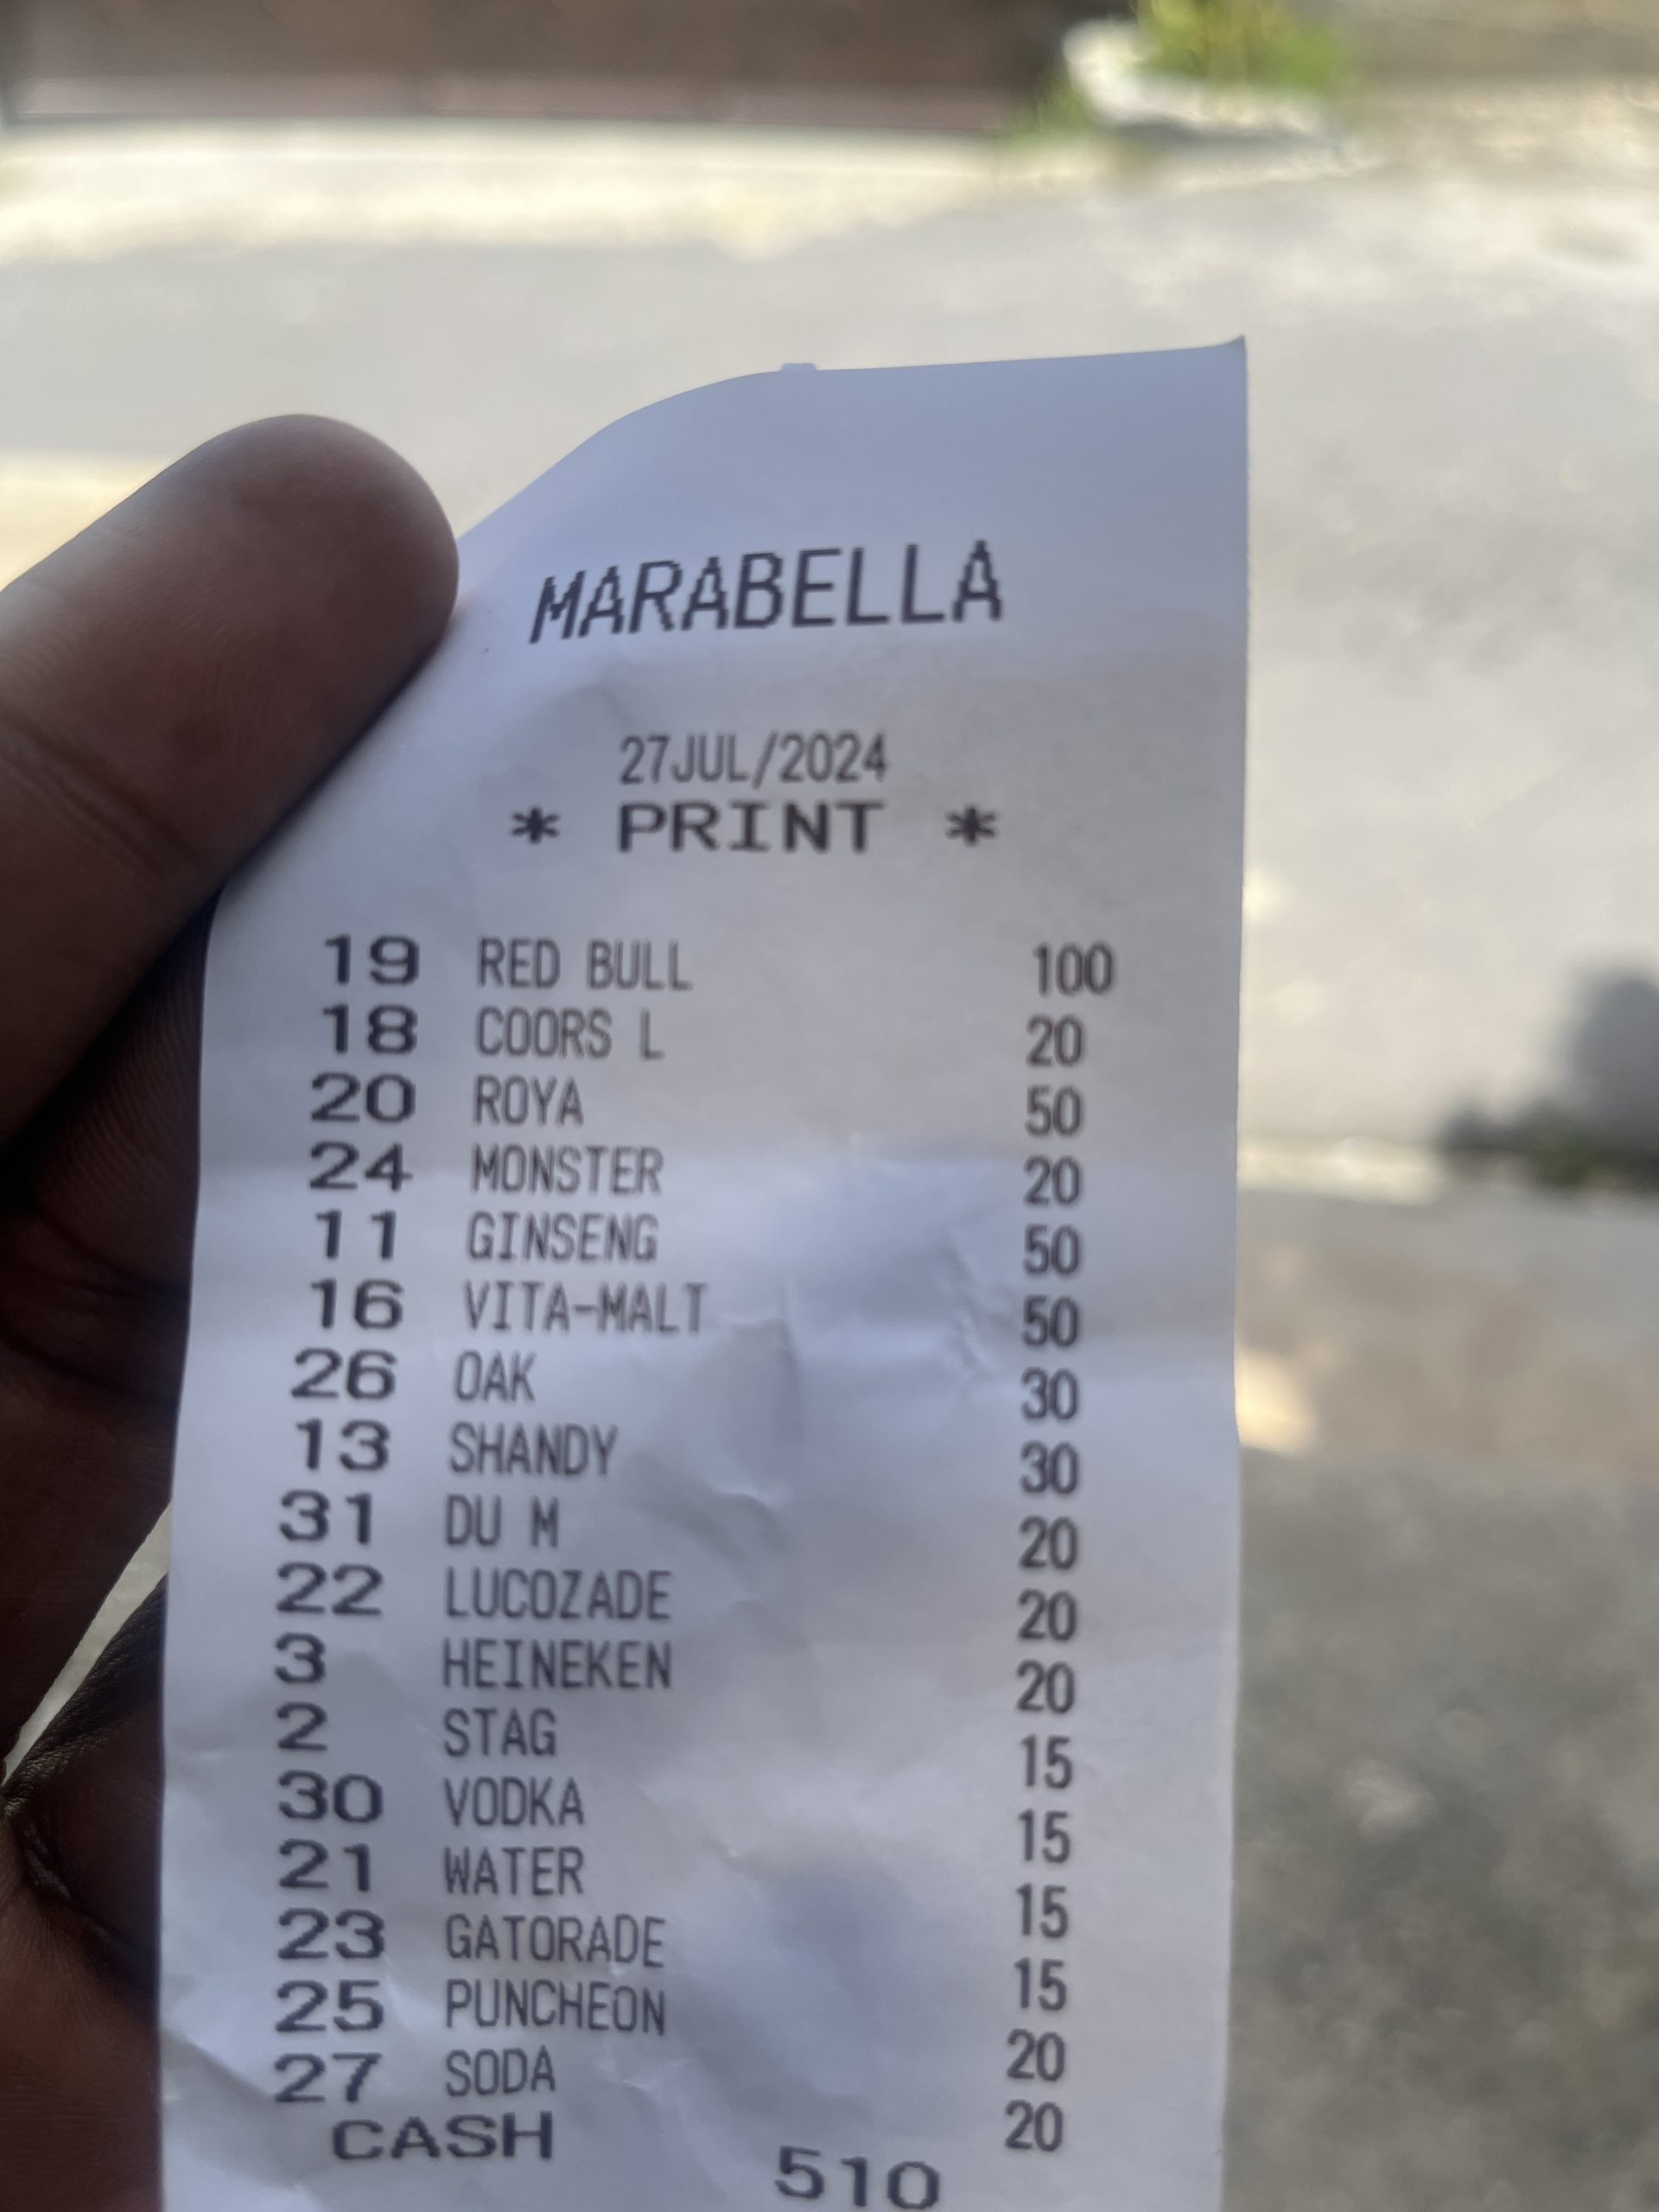 MARABELLA
27JUL/2024
* PRINT *
19 RED BULL 100
18 COORS L 20
20 ROYA 50
24 MONSTER 20
11 GINSENG 50
16 VITA-MALT 50
26 OAK 30
13 SHANDY 30
31 DU M 20
22 LUCOZADE 20
3 HEINEKEN 20
2 STAG 15
30 VODKA 15
21 WATER 15
23 GATORADE 15
25 PUNCHEON 20
27 SODA 20
CASH 510